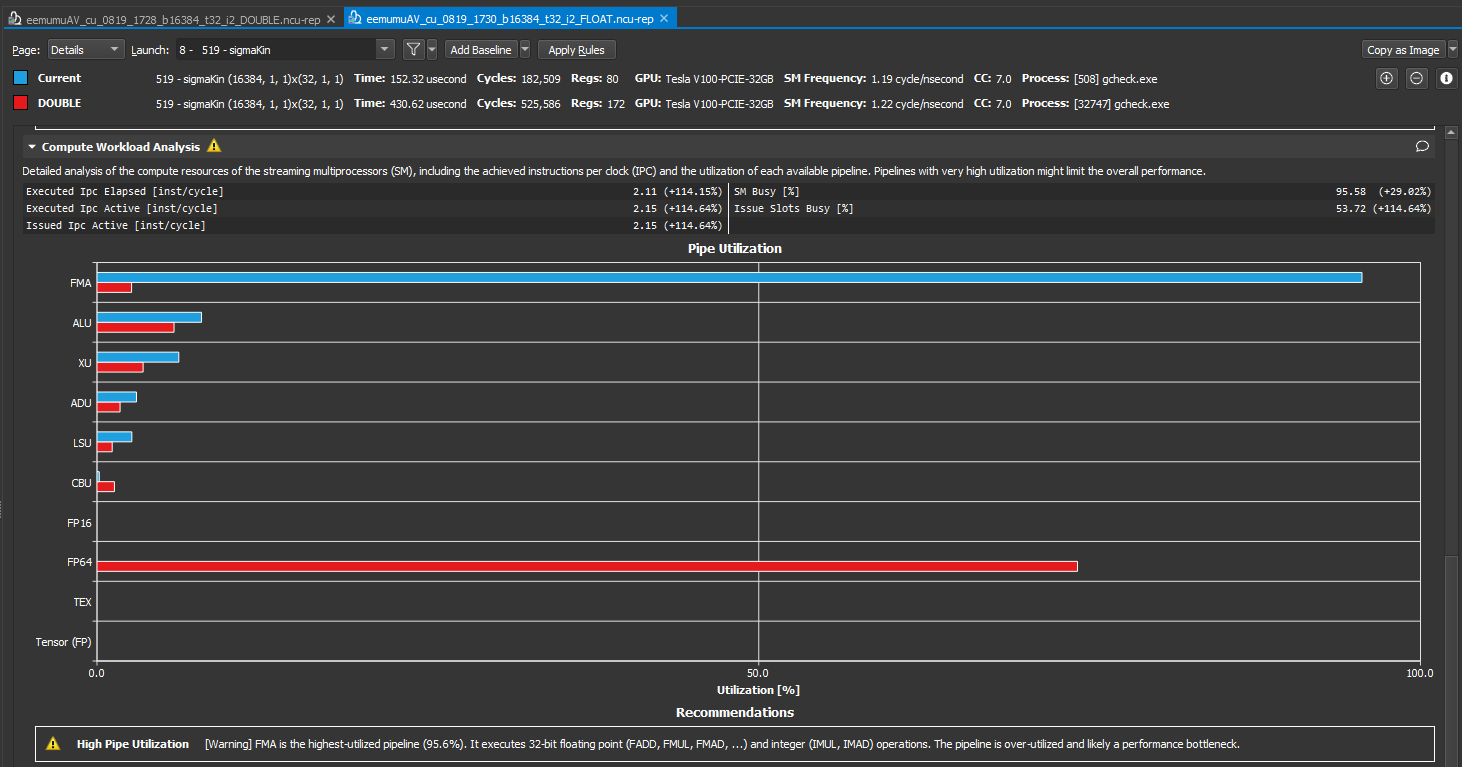 eemumuAV_cu_0819_1728_b16384_t32_i2_DOUBLE.ncu-rep eemumuAV_cu_0819_1730_b16384_t32_i2_FLOAT.ncu-rep
Page: Details Launch: 8 - 519 - sigmaKin Add Baseline Apply Rules Copy as Image
Current 519 - sigmaKin (16384, 1, 1)x(32, 1, 1) Time: 152.32 usecond Cycles: 182,509 Regs: 80 GPU: Tesla V100-PCIE-32GB SM Frequency: 1.19 cycle/nsecond CC: 7.0 Process: [508] gcheck.exe
DOUBLE 519 - sigmaKin (16384, 1, 1)x(32, 1, 1) Time: 430.62 usecond Cycles: 525,586 Regs: 172 GPU: Tesla V100-PCIE-32GB SM Frequency: 1.22 cycle/nsecond CC: 7.0 Process: [32747] gcheck.exe
Compute Workload Analysis
Detailed analysis of the compute resources of the streaming multiprocessors (SM), including the achieved instructions per clock (IPC) and the utilization of each available pipeline. Pipelines with very high utilization might limit the overall performance.
Executed Ipc Elapsed [inst/cycle] 2.11 (+114.15%) SM Busy [%] 95.58 (+29.02%)
Executed Ipc Active [inst/cycle] 2.15 (+114.64%) Issue Slots Busy [%] 53.72 (+114.64%)
Issued Ipc Active [inst/cycle] 2.15 (+114.64%)
Pipe Utilization
FMA
ALU
XU
ADU
LSU
CBU
FP16
FP64
TEX
Tensor (FP)
0.0 50.0 100.0
Utilization [%]
Recommendations
High Pipe Utilization [Warning] FMA is the highest-utilized pipeline (95.6%). It executes 32-bit floating point (FADD, FMUL, FMAD, ...) and integer (IMUL, IMAD) operations. The pipeline is over-utilized and likely a performance bottleneck.